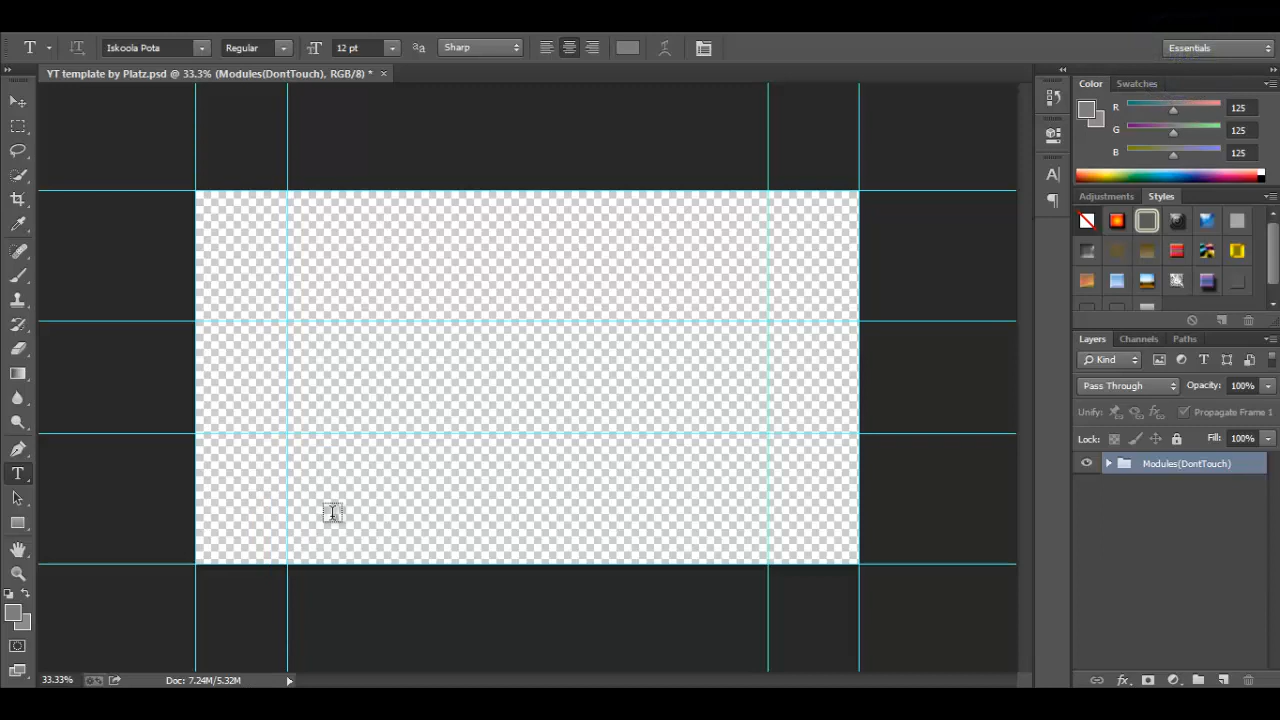 T Iskoola Pota Regular 12 pt Sharp Essentials
YT template by Platz.psd @ 33.3% (Modules(DontTouch), RGB/8) *
Color Swatches
R 125
G 125
B 125
Adjustments Styles
Layers Channels Paths
Kind
Pass Through Opacity: 100%
Unify: Propagate Frame 1
Lock: Fill: 100%
Modules(DontTouch)
33.33% Doc: 7.24M/5.32M